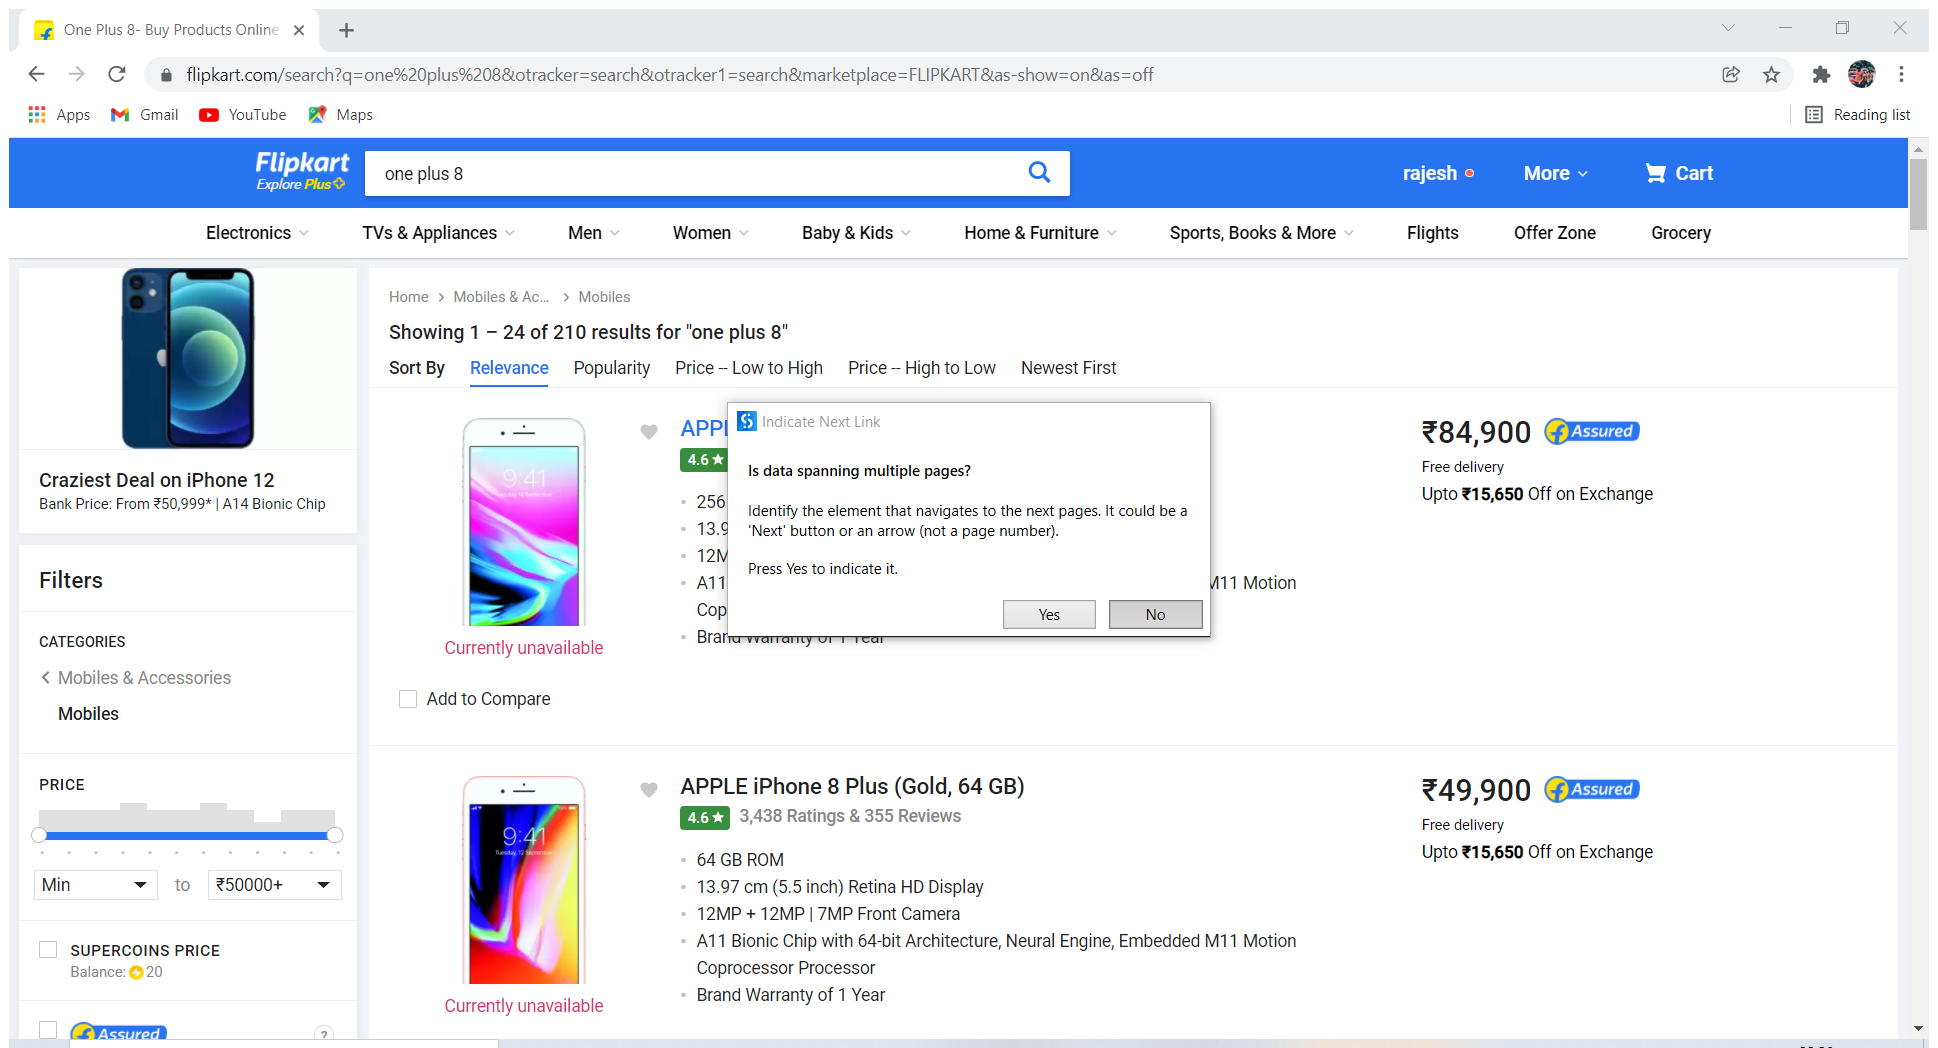 One Plus 8- Buy Products Online
flipkart.com/search?q=one%20plus%208&otracker=search&otracker1=search&marketplace=FLIPKART&as-show=on&as=off
Apps Gmail YouTube Maps Reading list
Flipkart
Explore Plus
one plus 8
rajesh More Cart
Electronics TVs & Appliances Men Women Baby & Kids Home & Furniture Sports, Books & More Flights Offer Zone Grocery
Craziest Deal on iPhone 12
Bank Price: From ₹50,999* | A14 Bionic Chip
Filters
CATEGORIES
Mobiles & Accessories
Mobiles
PRICE
Min to ₹50000+
SUPERCOINS PRICE
Balance: 20
Assured
?
Home Mobiles & Ac... Mobiles
Showing 1 – 24 of 210 results for "one plus 8"
Sort By Relevance Popularity Price -- Low to High Price -- High to Low Newest First
9:41
Currently unavailable
Add to Compare
4.6
256
13.9
12M
A11 M11 Motion
Cop
Brand Warranty of 1 Year
₹84,900 Assured
Free delivery
Upto ₹15,650 Off on Exchange
Indicate Next Link
Is data spanning multiple pages?
Identify the element that navigates to the next pages. It could be a
'Next' button or an arrow (not a page number).
Press Yes to indicate it.
Yes No
9:41
Tuesday, 12 September
Currently unavailable
APPLE iPhone 8 Plus (Gold, 64 GB)
4.6 3,438 Ratings & 355 Reviews
64 GB ROM
13.97 cm (5.5 inch) Retina HD Display
12MP + 12MP | 7MP Front Camera
A11 Bionic Chip with 64-bit Architecture, Neural Engine, Embedded M11 Motion
Coprocessor Processor
Brand Warranty of 1 Year
₹49,900 Assured
Free delivery
Upto ₹15,650 Off on Exchange